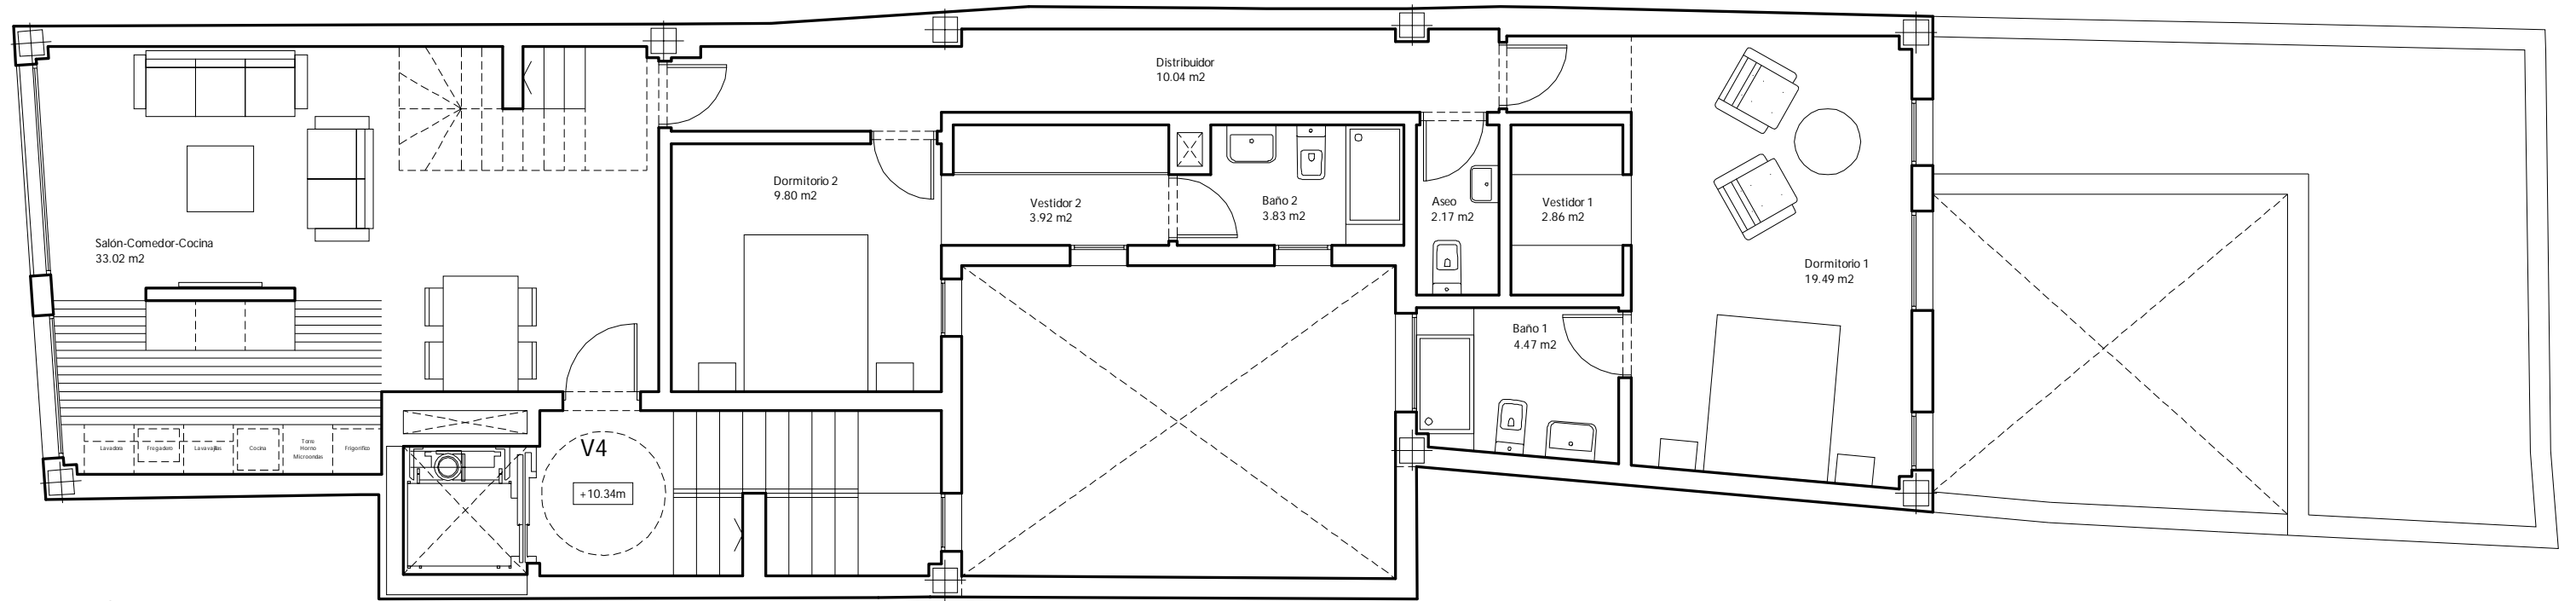 Distribuidor
10.04 m2
Dormitorio 2
9.80 m2
Vestidor 2
3.92 m2
Baño 2
3.83 m2
Aseo
2.17 m2
Vestidor 1
2.86 m2
Salón-Comedor-Cocina
33.02 m2
Dormitorio 1
19.49 m2
Baño 1
4.47 m2
Lavadora
Fregadero
Lavavajillas
Cocina
Torre
Horno
Microondas
Frigorífico
V4
+10.34m